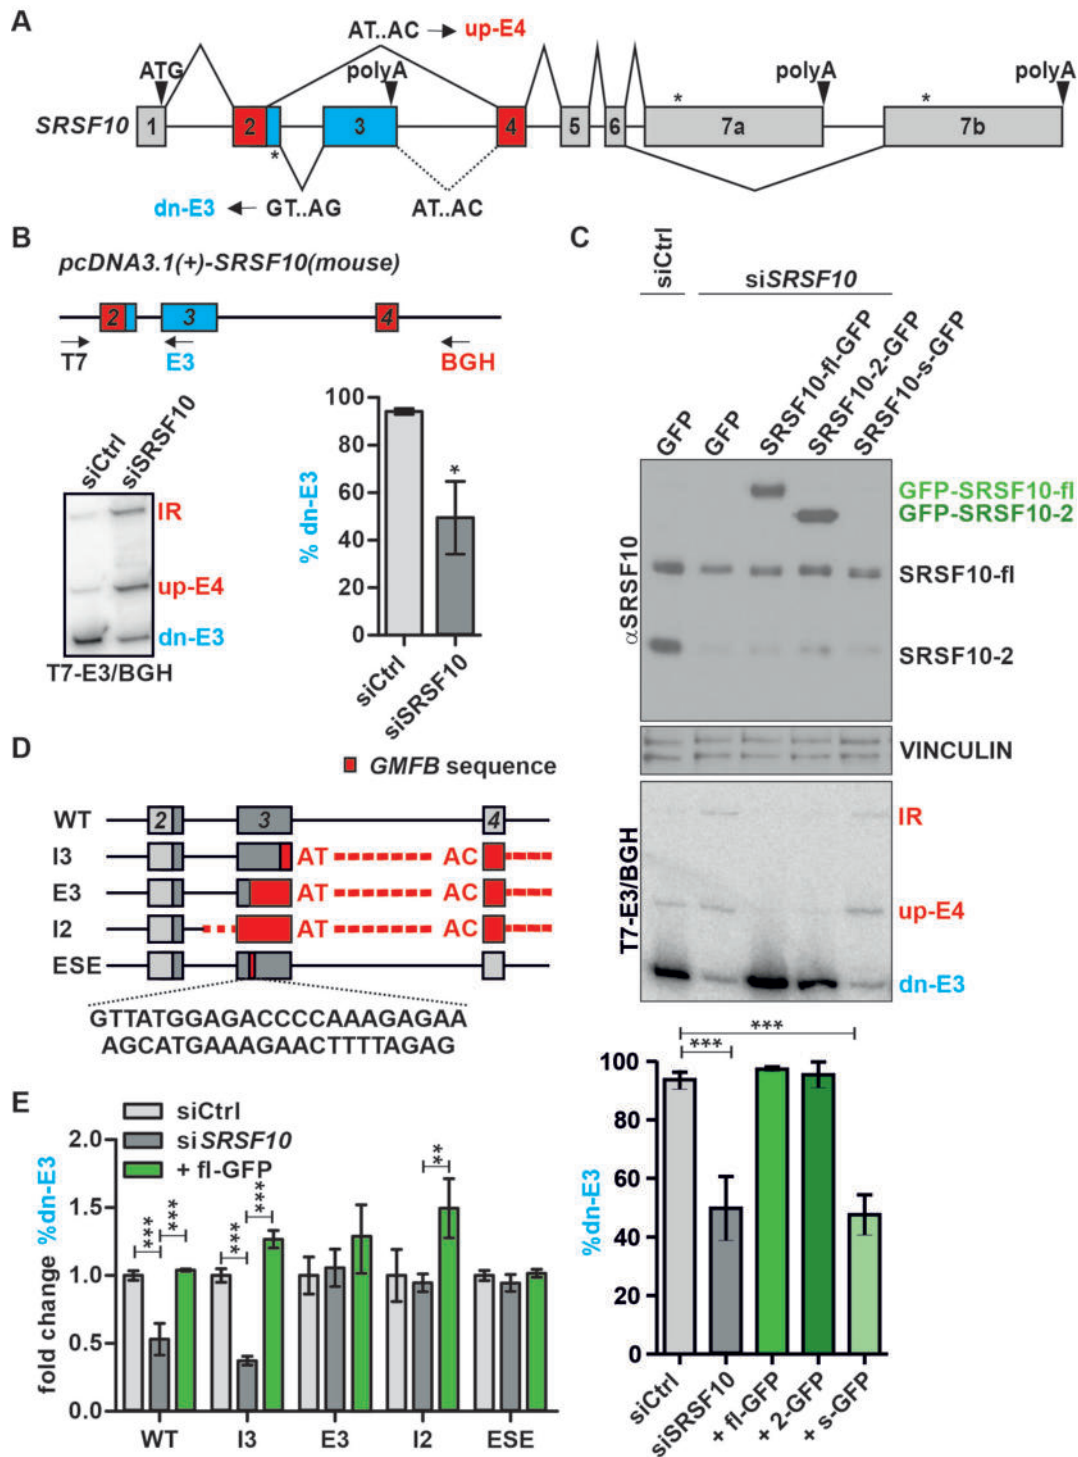 A
AT..AC → up-E4
ATG
polyA
polyA
polyA
*
*
SRSF10
1
2
3
4
5
6
7a
7b
*
dn-E3 ← GT..AG
AT..AC
B
pcDNA3.1(+)-SRSF10(mouse)
2
3
4
T7
E3
BGH
siCtrl
siSRSF10
IR
up-E4
dn-E3
T7-E3/BGH
% dn-E3
100
80
60
40
20
0
*
siCtrl
siSRSF10
C
siCtrl
siSRSF10
GFP
GFP
SRSF10-fl-GFP
SRSF10-2-GFP
SRSF10-s-GFP
αSRSF10
GFP-SRSF10-fl
GFP-SRSF10-2
SRSF10-fl
SRSF10-2
VINCULIN
T7-E3/BGH
IR
up-E4
dn-E3
%dn-E3
100
80
60
40
20
0
***
***
siCtrl
siSRSF10
+ fl-GFP
+ 2-GFP
+ s-GFP
D
GMFB sequence
WT
2
3
4
I3
AT
AC
E3
AT
AC
I2
AT
AC
ESE
GTTATGGAGACCCCAAAGAGAA
AGCATGAAAGAACTTTTAGAG
E
siCtrl
siSRSF10
+ fl-GFP
fold change %dn-E3
2.0
1.5
1.0
0.5
0.0
***
***
***
***
**
WT
I3
E3
I2
ESE